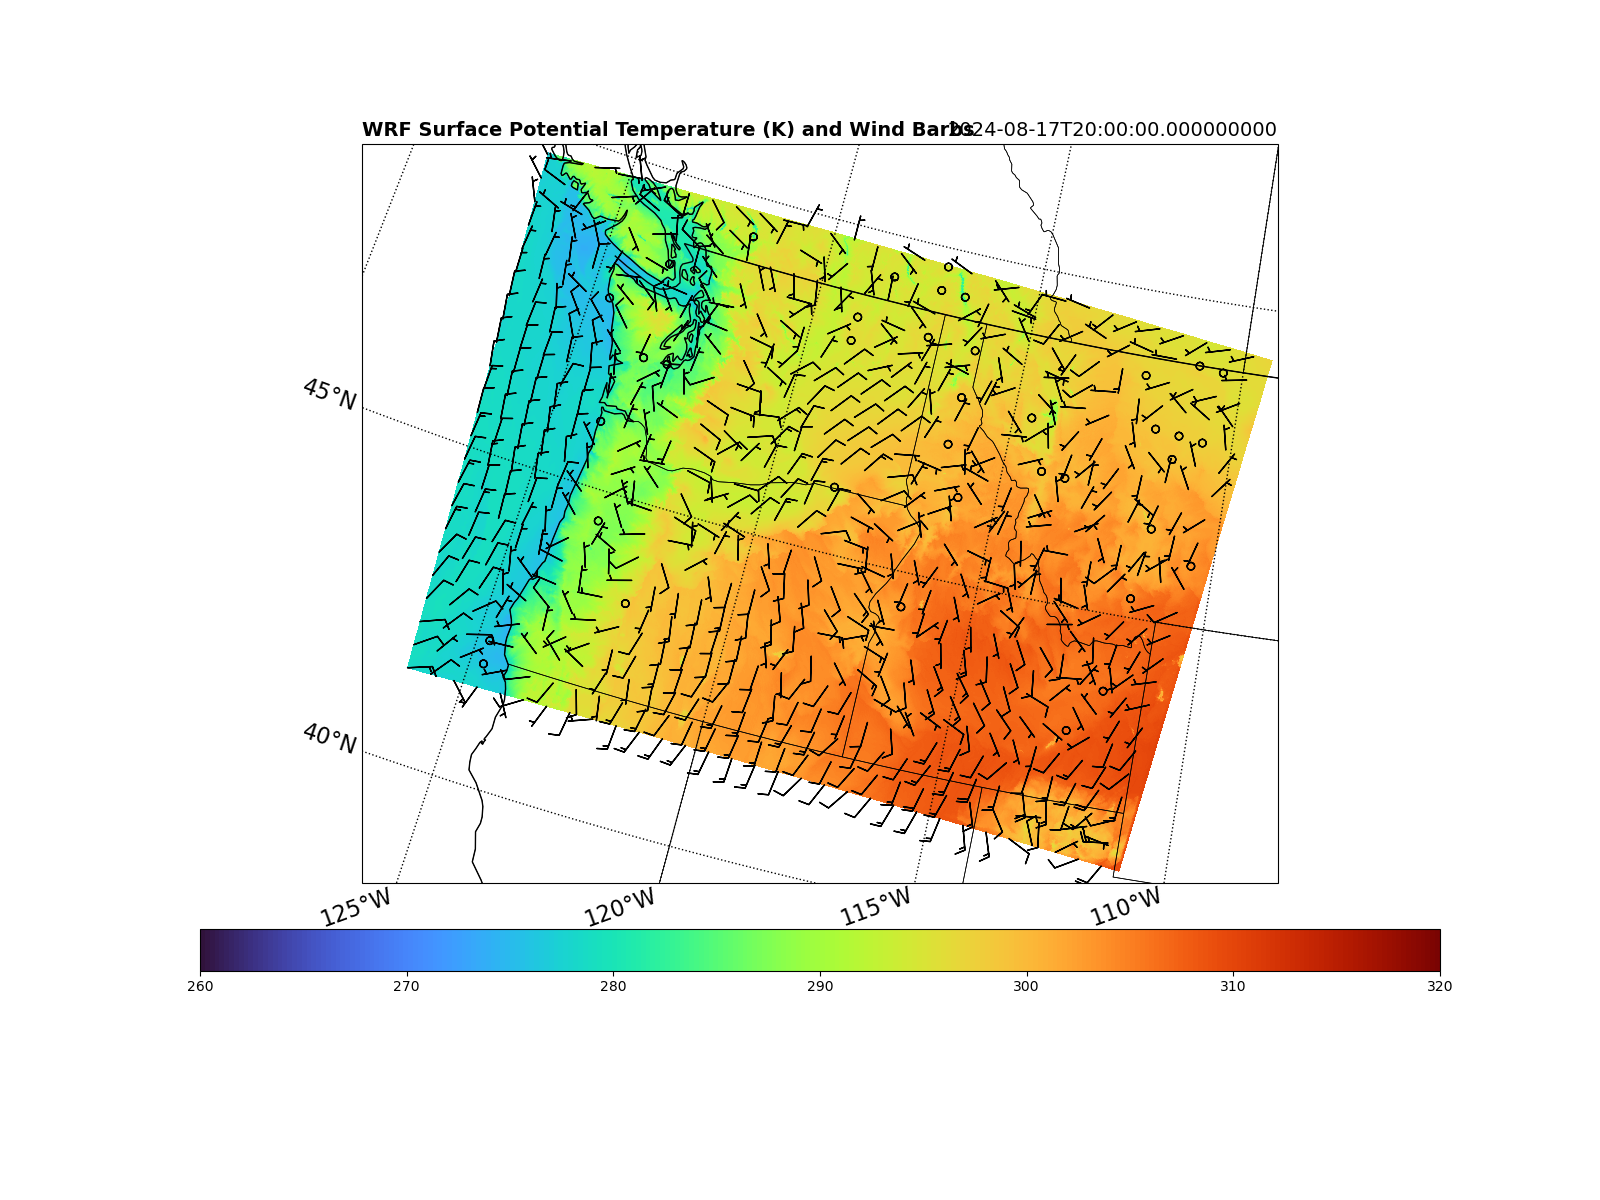 WRF Surface Potential Temperature (K) and Wind Barbs 2024-08-17T20:00:00.000000000
45°N
40°N
125°W 120°W 115°W 110°W
260 270 280 290 300 310 320